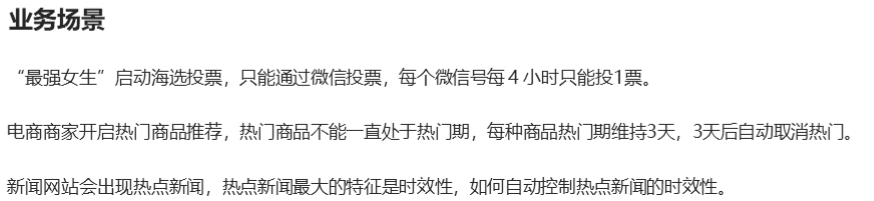 业务场景
“最强女生”启动海选投票，只能通过微信投票，每个微信号每 4 小时只能投1票。
电商商家开启热门商品推荐，热门商品不能一直处于热门期，每种商品热门期维持3天，3天后自动取消热门。
新闻网站会出现热点新闻，热点新闻最大的特征是时效性，如何自动控制热点新闻的时效性。